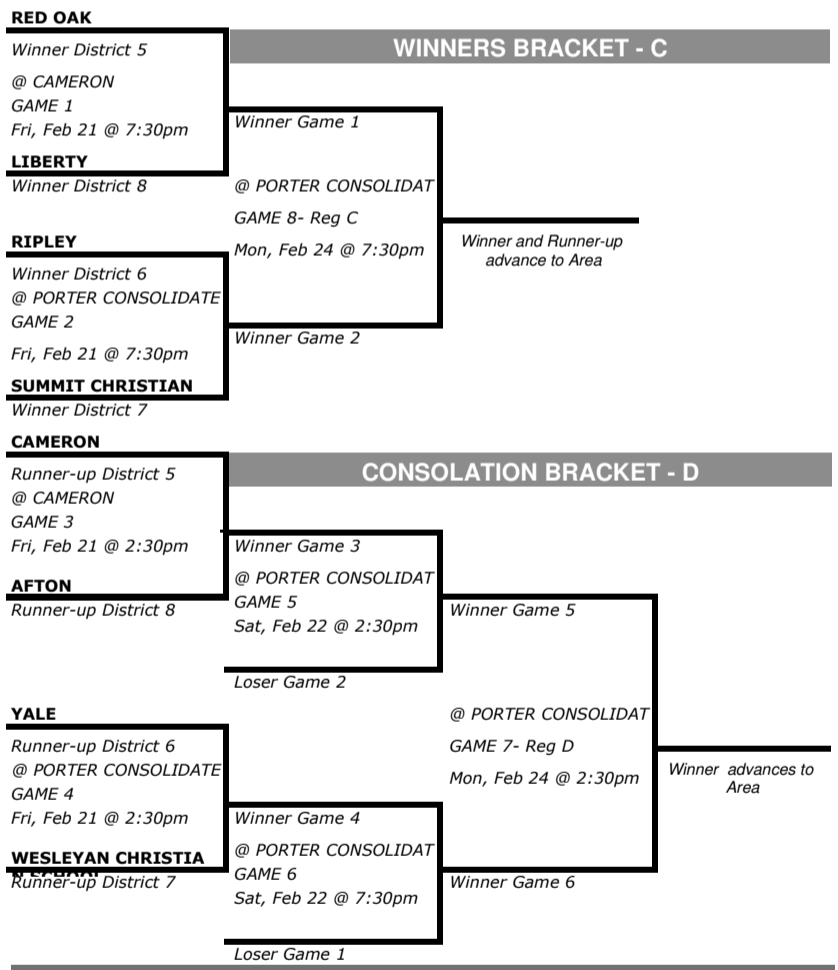 RED OAK
Winner District 5
WINNERS BRACKET - C
@ CAMERON
GAME 1
Fri, Feb 21 @ 7:30pm
Winner Game 1
LIBERTY
Winner District 8
@ PORTER CONSOLIDAT
GAME 8- Reg C
Mon, Feb 24 @ 7:30pm
Winner and Runner-up
advance to Area
RIPLEY
Winner District 6
@ PORTER CONSOLIDATE
GAME 2
Fri, Feb 21 @ 7:30pm
Winner Game 2
SUMMIT CHRISTIAN
Winner District 7
CAMERON
Runner-up District 5
CONSOLATION BRACKET - D
@ CAMERON
GAME 3
Fri, Feb 21 @ 2:30pm
Winner Game 3
@ PORTER CONSOLIDAT
GAME 5
Sat, Feb 22 @ 2:30pm
AFTON
Runner-up District 8
Winner Game 5
Loser Game 2
YALE
Runner-up District 6
@ PORTER CONSOLIDATE
GAME 4
Fri, Feb 21 @ 2:30pm
@ PORTER CONSOLIDAT
GAME 7- Reg D
Mon, Feb 24 @ 2:30pm
Winner advances to
Area
Winner Game 4
@ PORTER CONSOLIDAT
GAME 6
Sat, Feb 22 @ 7:30pm
WESLEYAN CHRISTIA
Runner-up District 7
Winner Game 6
Loser Game 1